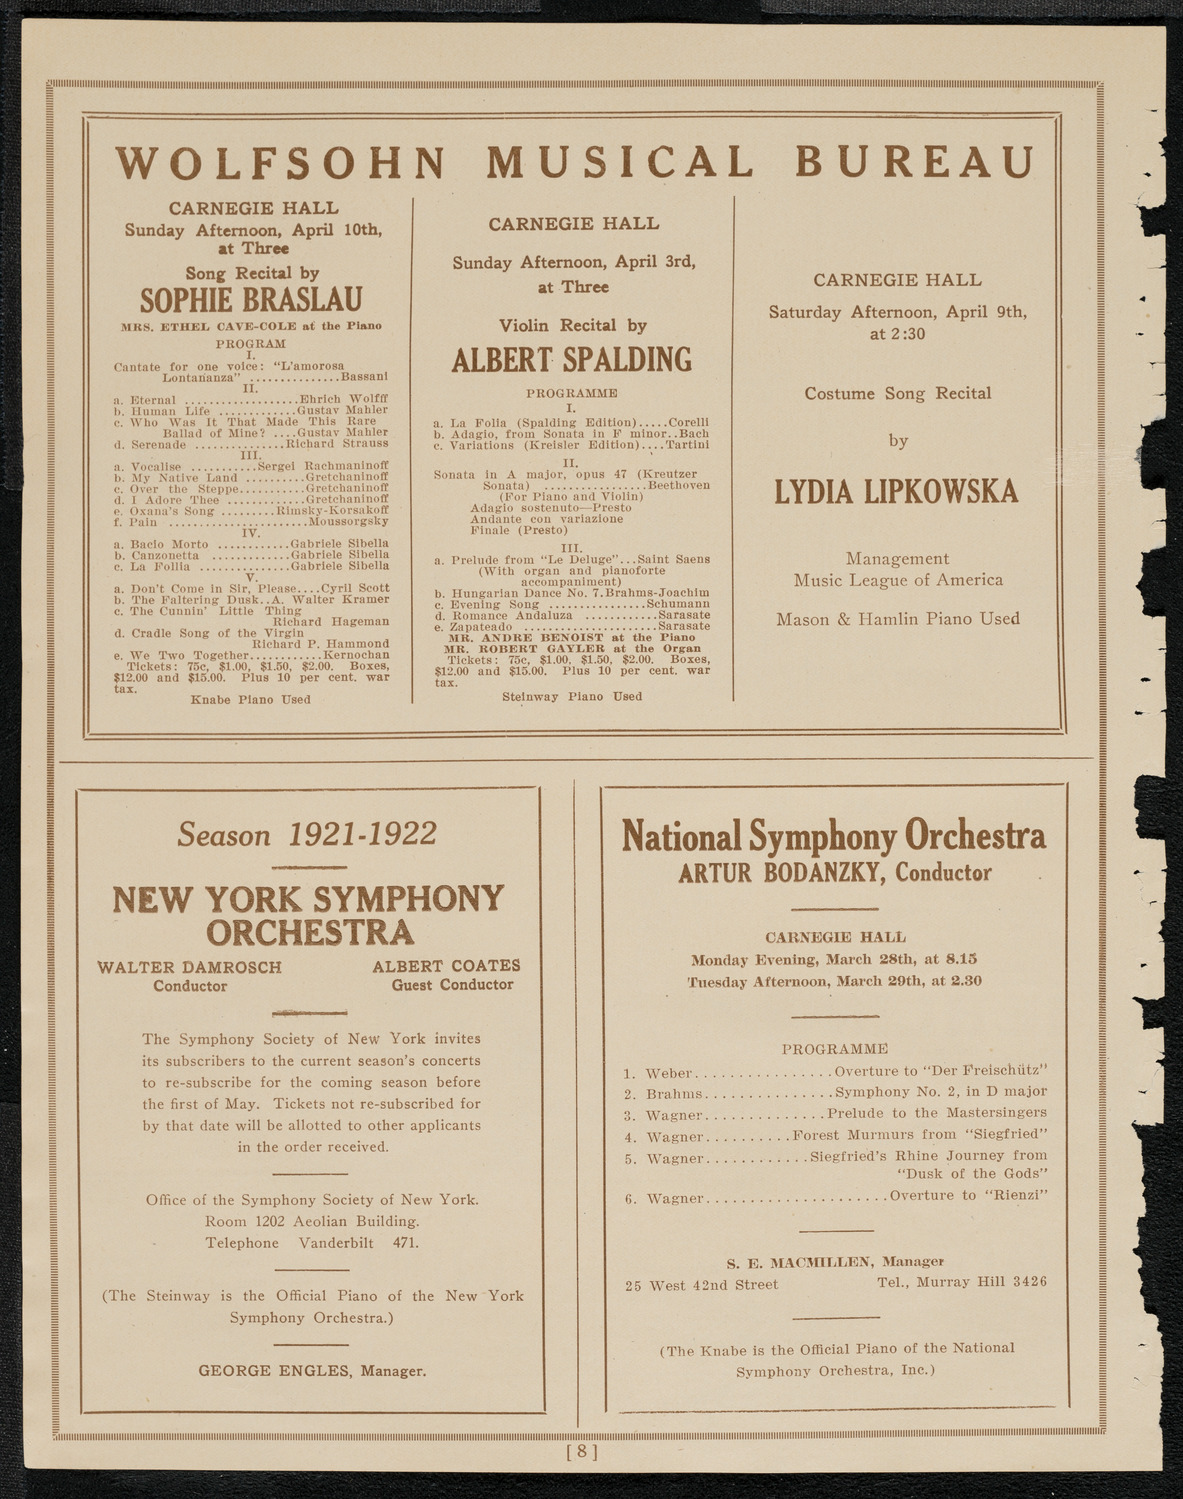 WOLFSOHN MUSICAL BUREAU
CARNEGIE HALL
Sunday Afternoon, April 10th,
at Three
Song Recital by
SOPHIE BRASLAU
MRS. ETHEL CAVE-COLE at the Piano
PROGRAM
I.
Cantate for one voice: "L'amorosa
Lontananza" ...............Bassani
II.
a. Eternal ...................Ehrich Wolfff
b. Human Life .............Gustav Mahler
c. Who Was It That Made This Rare
Ballad of Mine? ....Gustav Mahler
d. Serenade ...............Richard Strauss
III.
a. Vocalise ...........Sergei Rachmaninoff
b. My Native Land ..........Gretchaninoff
c. Over the Steppe...........Gretchaninoff
d. I Adore Thee .............Gretchaninoff
e. Oxana's Song .........Rimsky-Korsakoff
f. Pain .......................Moussorgsky
IV.
a. Bacio Morto ............Gabriele Sibella
b. Canzonetta .............Gabriele Sibella
c. La Follia ...............Gabriele Sibella
V.
a. Don't Come in Sir, Please....Cyril Scott
b. The Faltering Dusk..A. Walter Kramer
c. The Cunnin' Little Thing
Richard Hageman
d. Cradle Song of the Virgin
Richard P. Hammond
e. We Two Together............Kernochan
Tickets: 75c, $1.00, $1.50, $2.00. Boxes,
$12.00 and $15.00. Plus 10 per cent. war
tax.
Knabe Piano Used
CARNEGIE HALL
Sunday Afternoon, April 3rd,
at Three
Violin Recital by
ALBERT SPALDING
PROGRAMME
I.
a. La Folia (Spalding Edition).....Corelli
b. Adagio, from Sonata in F minor..Bach
c. Variations (Kreisler Edition)....Tartini
II.
Sonata in A major, opus 47 (Kreutzer
Sonata) .................Beethoven
(For Piano and Violin)
Adagio sostenuto—Presto
Andante con variazione
Finale (Presto)
III.
a. Prelude from "Le Deluge"...Saint Saens
(With organ and pianoforte
accompaniment)
b. Hungarian Dance No. 7.Brahms-Joachim
c. Evening Song ................Schumann
d. Romance Andaluza ............Sarasate
e. Zapateado ......................Sarasate
MR. ANDRE BENOIST at the Piano
MR. ROBERT GAYLER at the Organ
Tickets: 75c, $1.00, $1.50, $2.00. Boxes,
$12.00 and $15.00. Plus 10 per cent. war
tax.
Steinway Piano Used
CARNEGIE HALL
Saturday Afternoon, April 9th,
at 2:30
Costume Song Recital
by
LYDIA LIPKOWSKA
Management
Music League of America
Mason & Hamlin Piano Used
Season 1921-1922
NEW YORK SYMPHONY
ORCHESTRA
WALTER DAMROSCH ALBERT COATES
Conductor Guest Conductor
The Symphony Society of New York invites
its subscribers to the current season's concerts
to re-subscribe for the coming season before
the first of May. Tickets not re-subscribed for
by that date will be allotted to other applicants
in the order received.
Office of the Symphony Society of New York.
Room 1202 Aeolian Building.
Telephone Vanderbilt 471.
(The Steinway is the Official Piano of the New York
Symphony Orchestra.)
GEORGE ENGLES, Manager.
National Symphony Orchestra
ARTUR BODANZKY, Conductor
CARNEGIE HALL
Monday Evening, March 28th, at 8.15
Tuesday Afternoon, March 29th, at 2.30
PROGRAMME
1. Weber................Overture to "Der Freischütz"
2. Brahms...............Symphony No. 2, in D major
3. Wagner..............Prelude to the Mastersingers
4. Wagner..........Forest Murmurs from "Siegfried"
5. Wagner............Siegfried's Rhine Journey from
"Dusk of the Gods"
6. Wagner.....................Overture to "Rienzi"
S. E. MACMILLEN, Manager
25 West 42nd Street Tel., Murray Hill 3426
(The Knabe is the Official Piano of the National
Symphony Orchestra, Inc.)
[8]